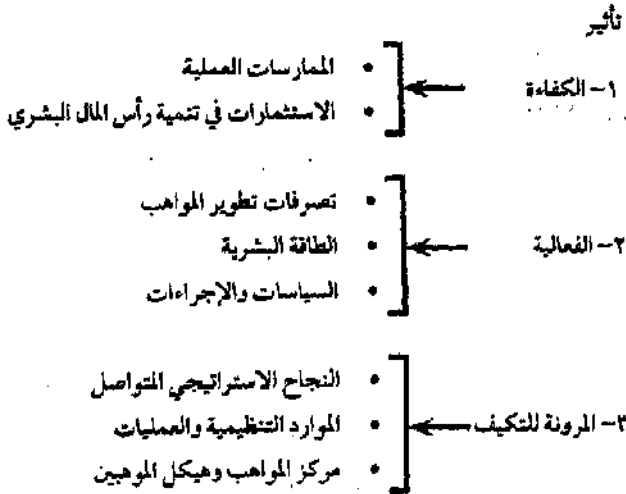 تأثير
١- الكفاءة
• الممارسات العملية
• الاستثمارات في تنمية رأس المال البشري
٢- الفعالية
• تصرفات تطوير المواهب
• الطاقة البشرية
• السياسات والإجراءات
٣- المرونة للتكيف
• النجاح الاستراتيجي المتواصل
• الموارد التنظيمية والعمليات
• مركز المواهب وهيكل الموهبين